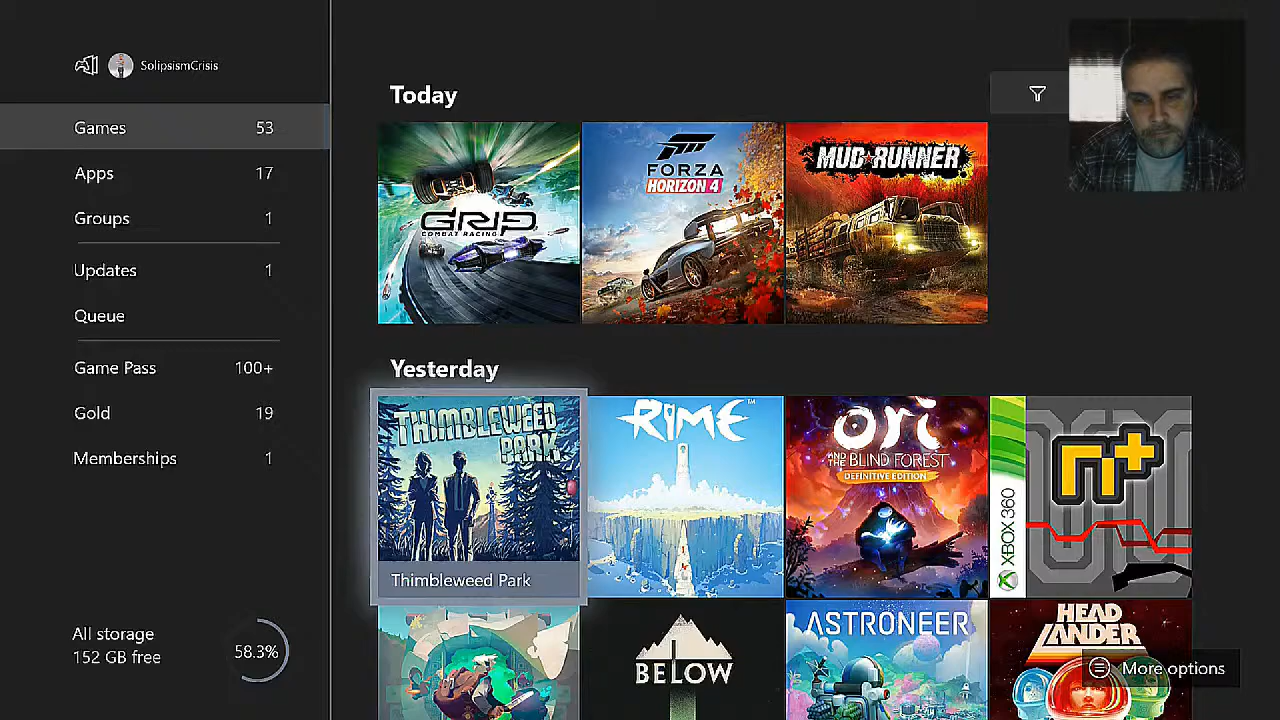 SolipsismCrisis
Games 53
Apps 17
Groups 1
Updates 1
Queue
Game Pass 100+
Gold 19
Memberships 1
All storage
152 GB free
58.3%
Today
GRIP
COMBAT RACING
FORZA
HORIZON 4
MUDRUNNER
Yesterday
THIMBLEWEED
PARK
Thimbleweed Park
RiME™
ori
AND THE BLIND FOREST
DEFINITIVE EDITION
XBOX 360
n+
BELOW
ASTRONEER
HEAD
LANDER
More options